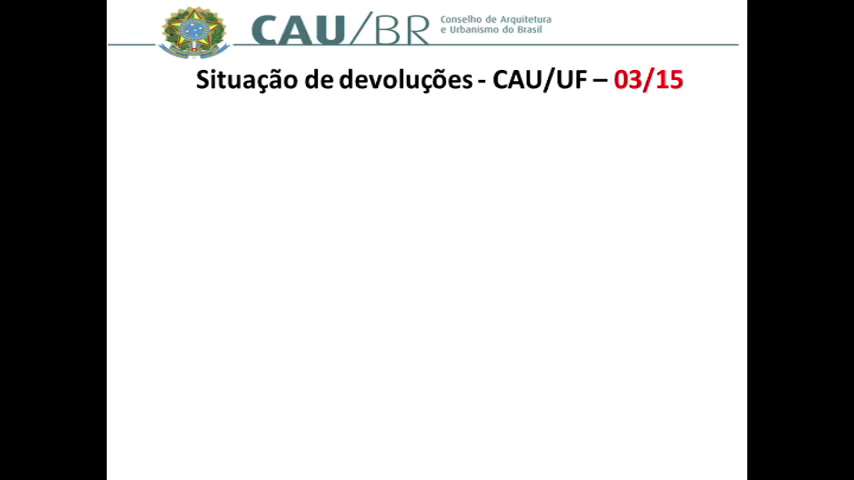 CAU/BR
Conselho de Arquitetura
e Urbanismo do Brasil
Situação de devoluções - CAU/UF – 03/15